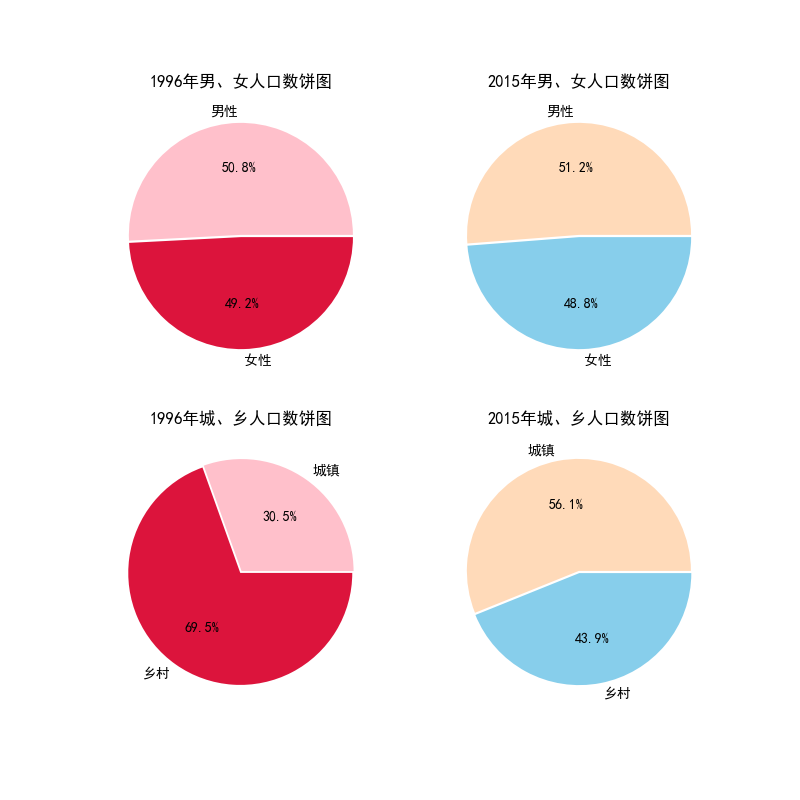 1996年男、女人口数饼图
男性
50.8%
49.2%
女性
2015年男、女人口数饼图
男性
51.2%
48.8%
女性
1996年城、乡人口数饼图
城镇
30.5%
69.5%
乡村
2015年城、乡人口数饼图
城镇
56.1%
43.9%
乡村